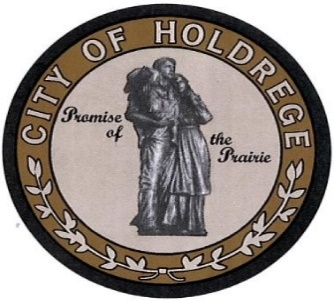 CITY OF HOLDREGE
Promise
of
the
Prairie